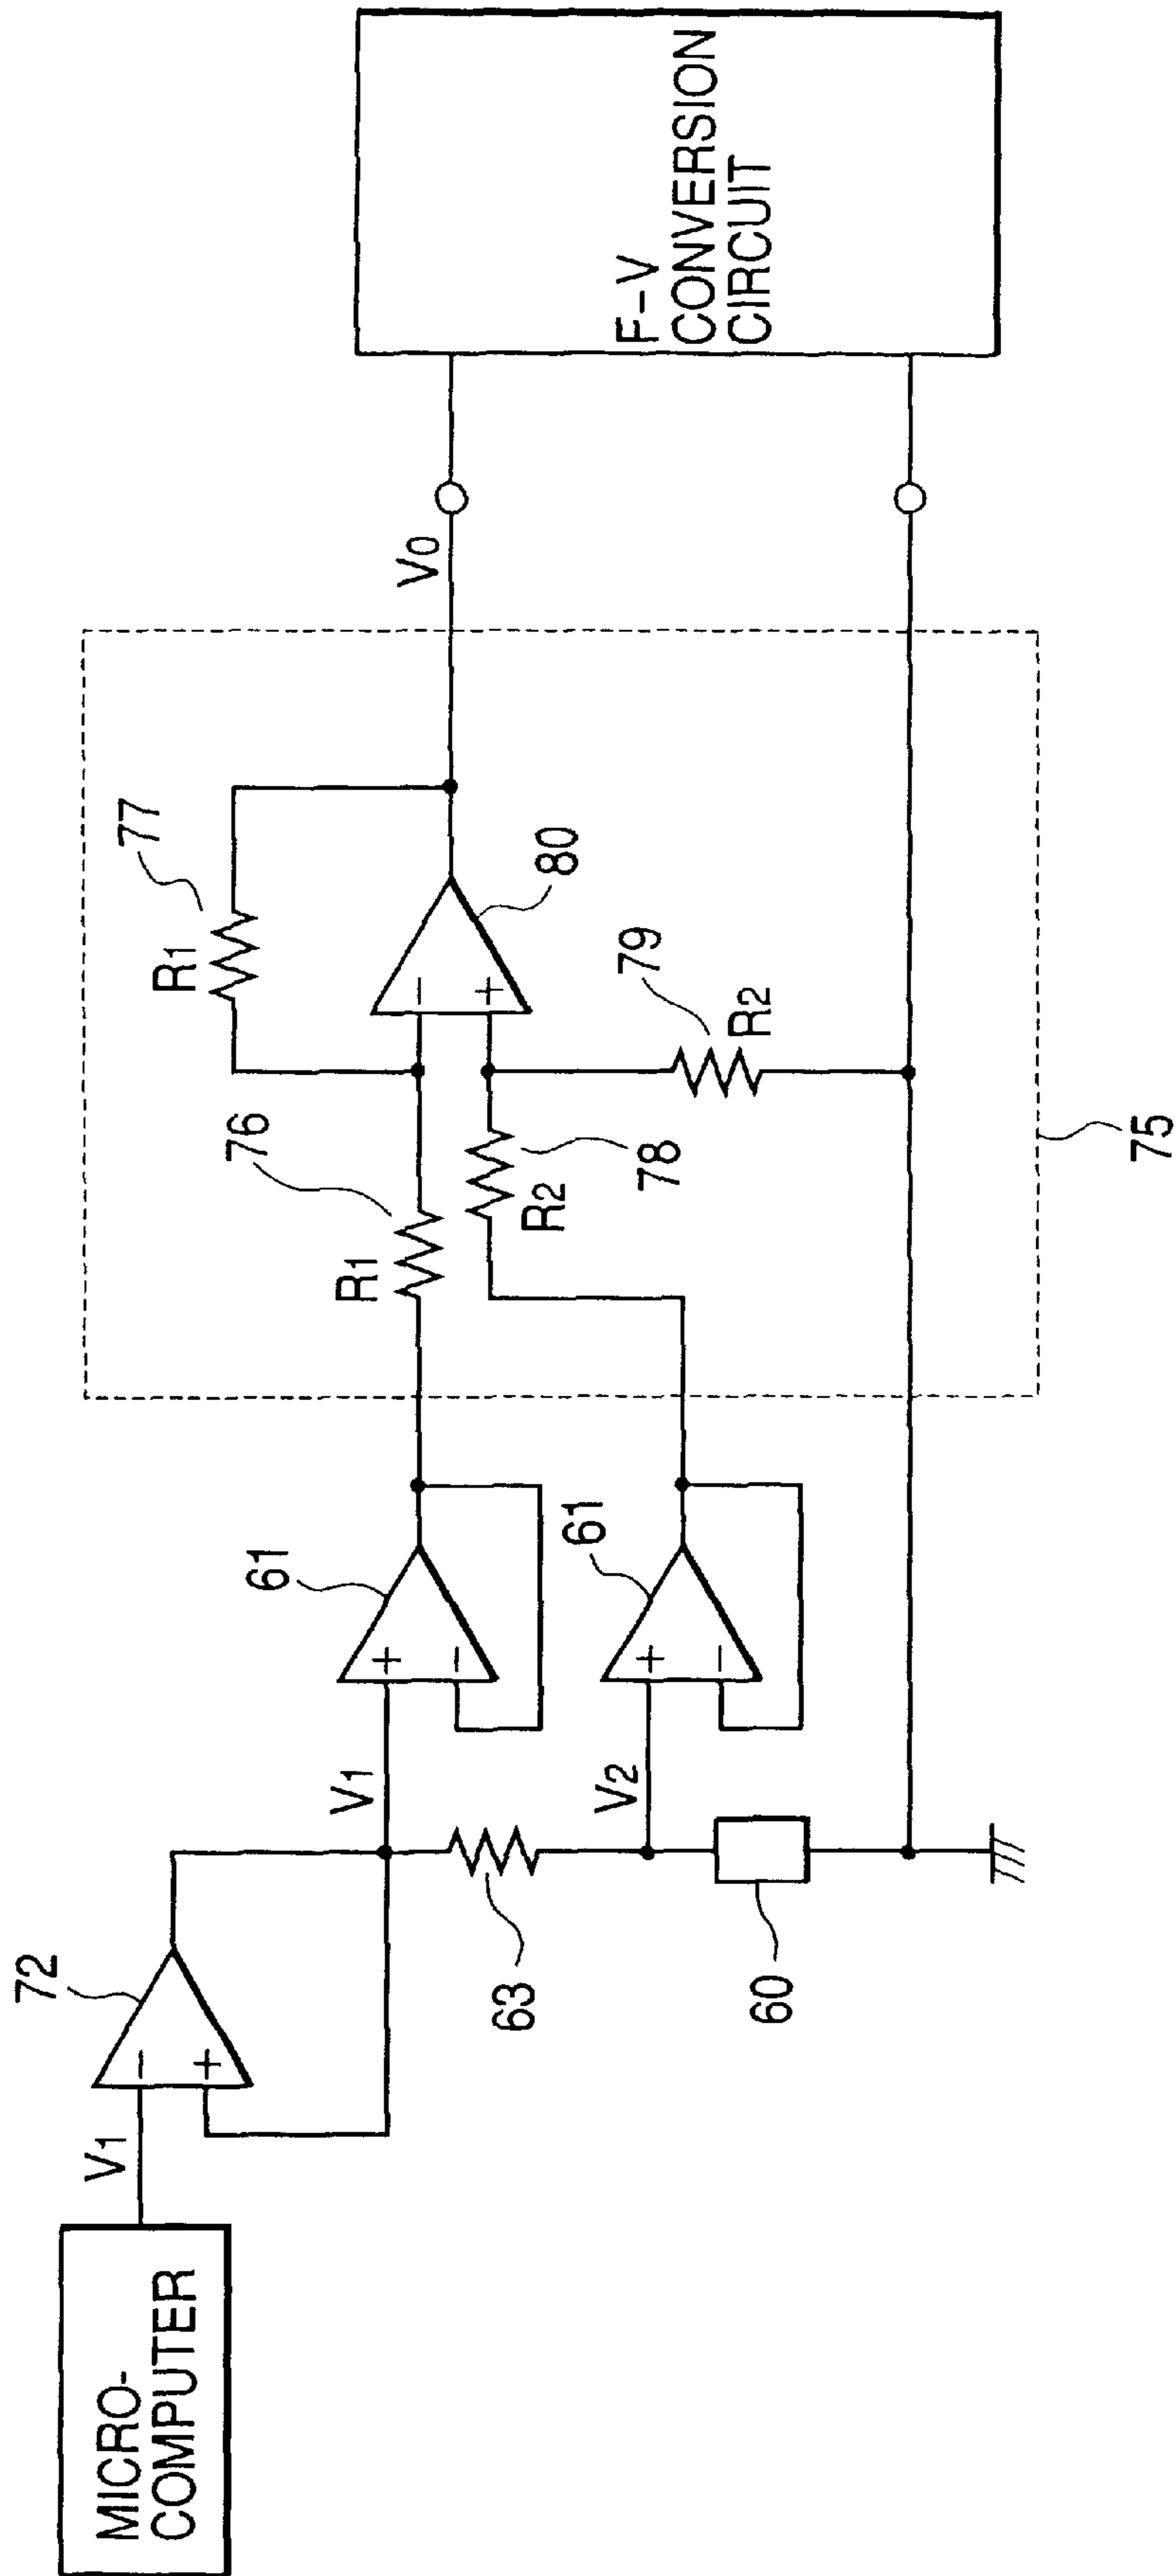 MICRO-
COMPUTER
V1
72
V1
63
V2
60
61
61
R1
76
R2
78
R1
77
80
79
R2
75
V0
F-V
CONVERSION
CIRCUIT